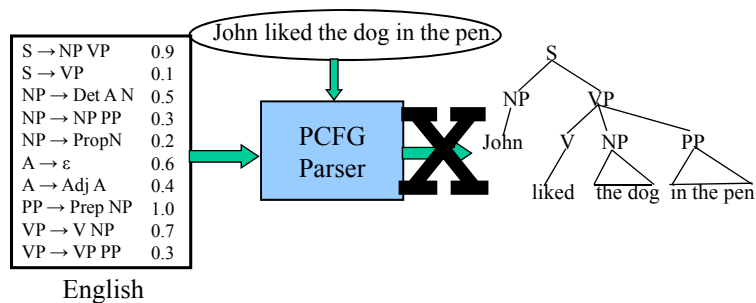 John liked the dog in the pen.
S → NP VP 0.9
S → VP 0.1
NP → Det A N 0.5
NP → NP PP 0.3
NP → PropN 0.2
A → ε 0.6
A → Adj A 0.4
PP → Prep NP 1.0
VP → V NP 0.7
VP → VP PP 0.3
English
PCFG
Parser
X
S
NP VP
John V NP PP
liked the dog in the pen